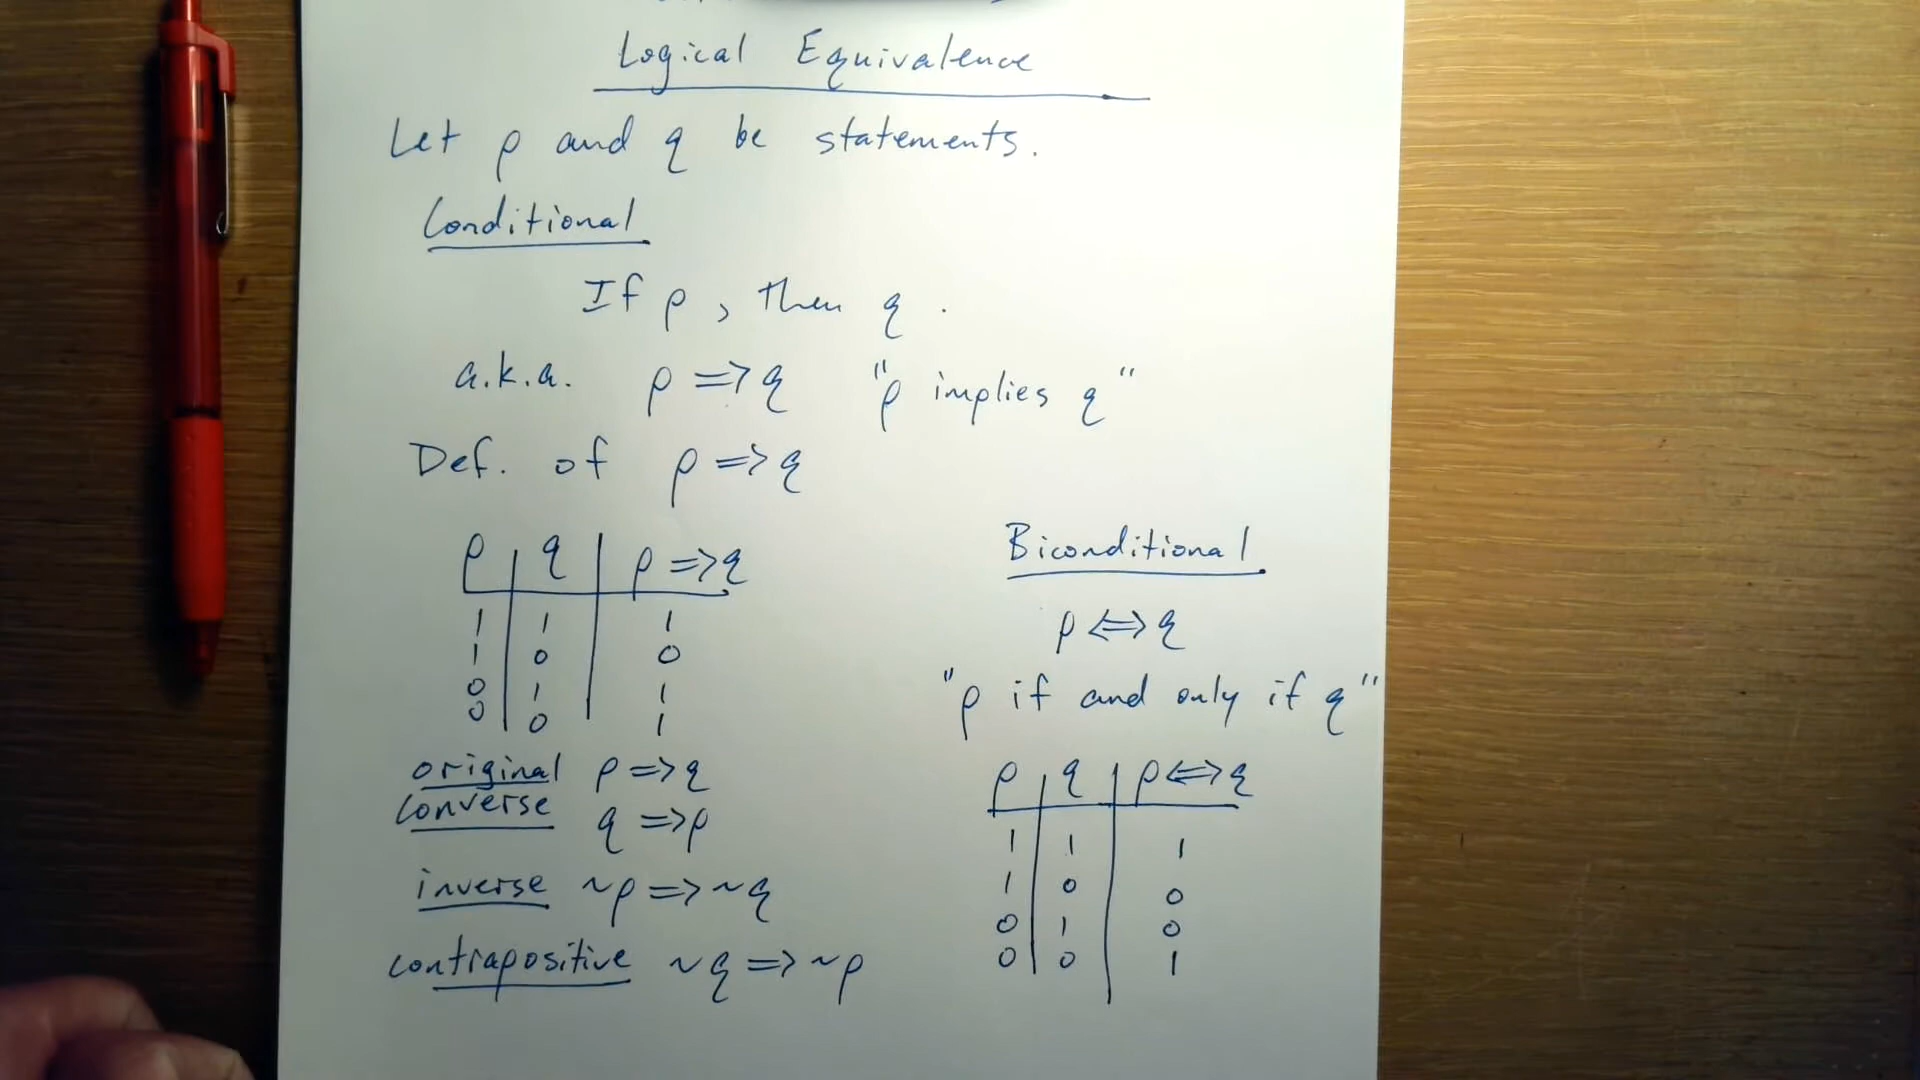 Logical Equivalence
Let p and q be statements.
Conditional
If p, then q.
a.k.a. p => q "p implies q"
Def. of p => q
p q p => q
1 1 1
1 0 0
0 1 1
0 0 1
original p => q
converse q => p
inverse ~p => ~q
contrapositive ~q => ~p
Biconditional
p <=> q
"p if and only if q"
p q p <=> q
1 1 1
1 0 0
0 1 0
0 0 1